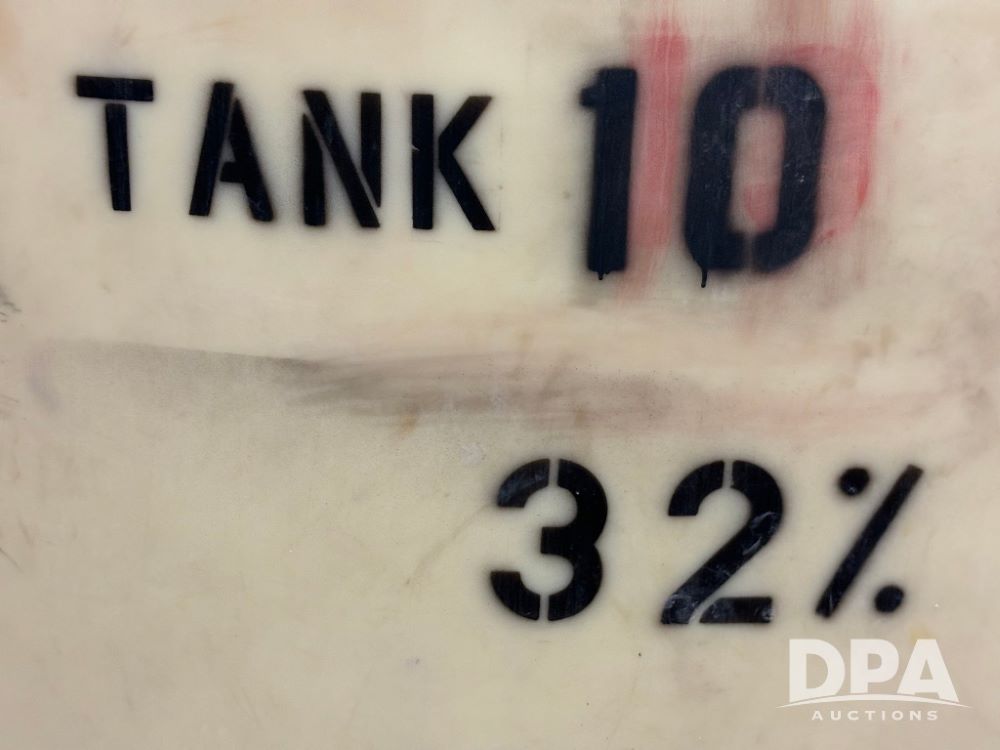 TANK 10
32%
DPA
AUCTIONS